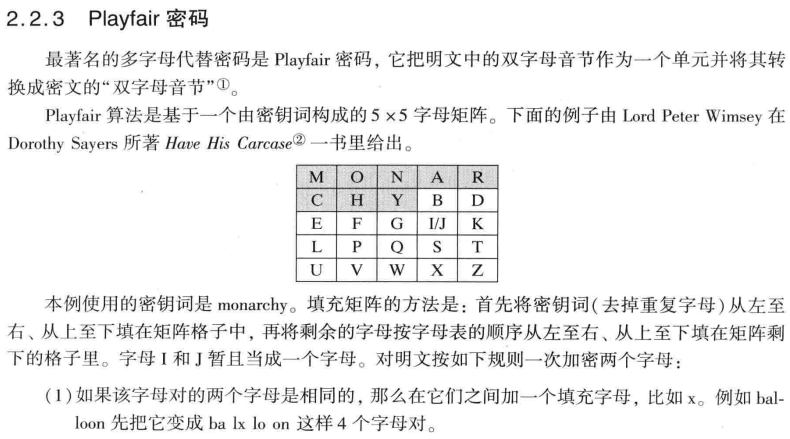 2.2.3 Playfair 密码
最著名的多字母代替密码是 Playfair 密码，它把明文中的双字母音节作为一个单元并将其转
换成密文的“双字母音节”①。
Playfair 算法是基于一个由密钥词构成的 5 ×5 字母矩阵。下面的例子由 Lord Peter Wimsey 在
Dorothy Sayers 所著 Have His Carcase② 一书里给出。
M O N A R
C H Y B D
E F G I/J K
L P Q S T
U V W X Z
本例使用的密钥词是 monarchy。填充矩阵的方法是：首先将密钥词(去掉重复字母)从左至
右、从上至下填在矩阵格子中，再将剩余的字母按字母表的顺序从左至右、从上至下填在矩阵剩
下的格子里。字母 I 和 J 暂且当成一个字母。对明文按如下规则一次加密两个字母：
(1)如果该字母对的两个字母是相同的，那么在它们之间加一个填充字母，比如 x。例如 bal-
loon 先把它变成 ba lx lo on 这样 4 个字母对。